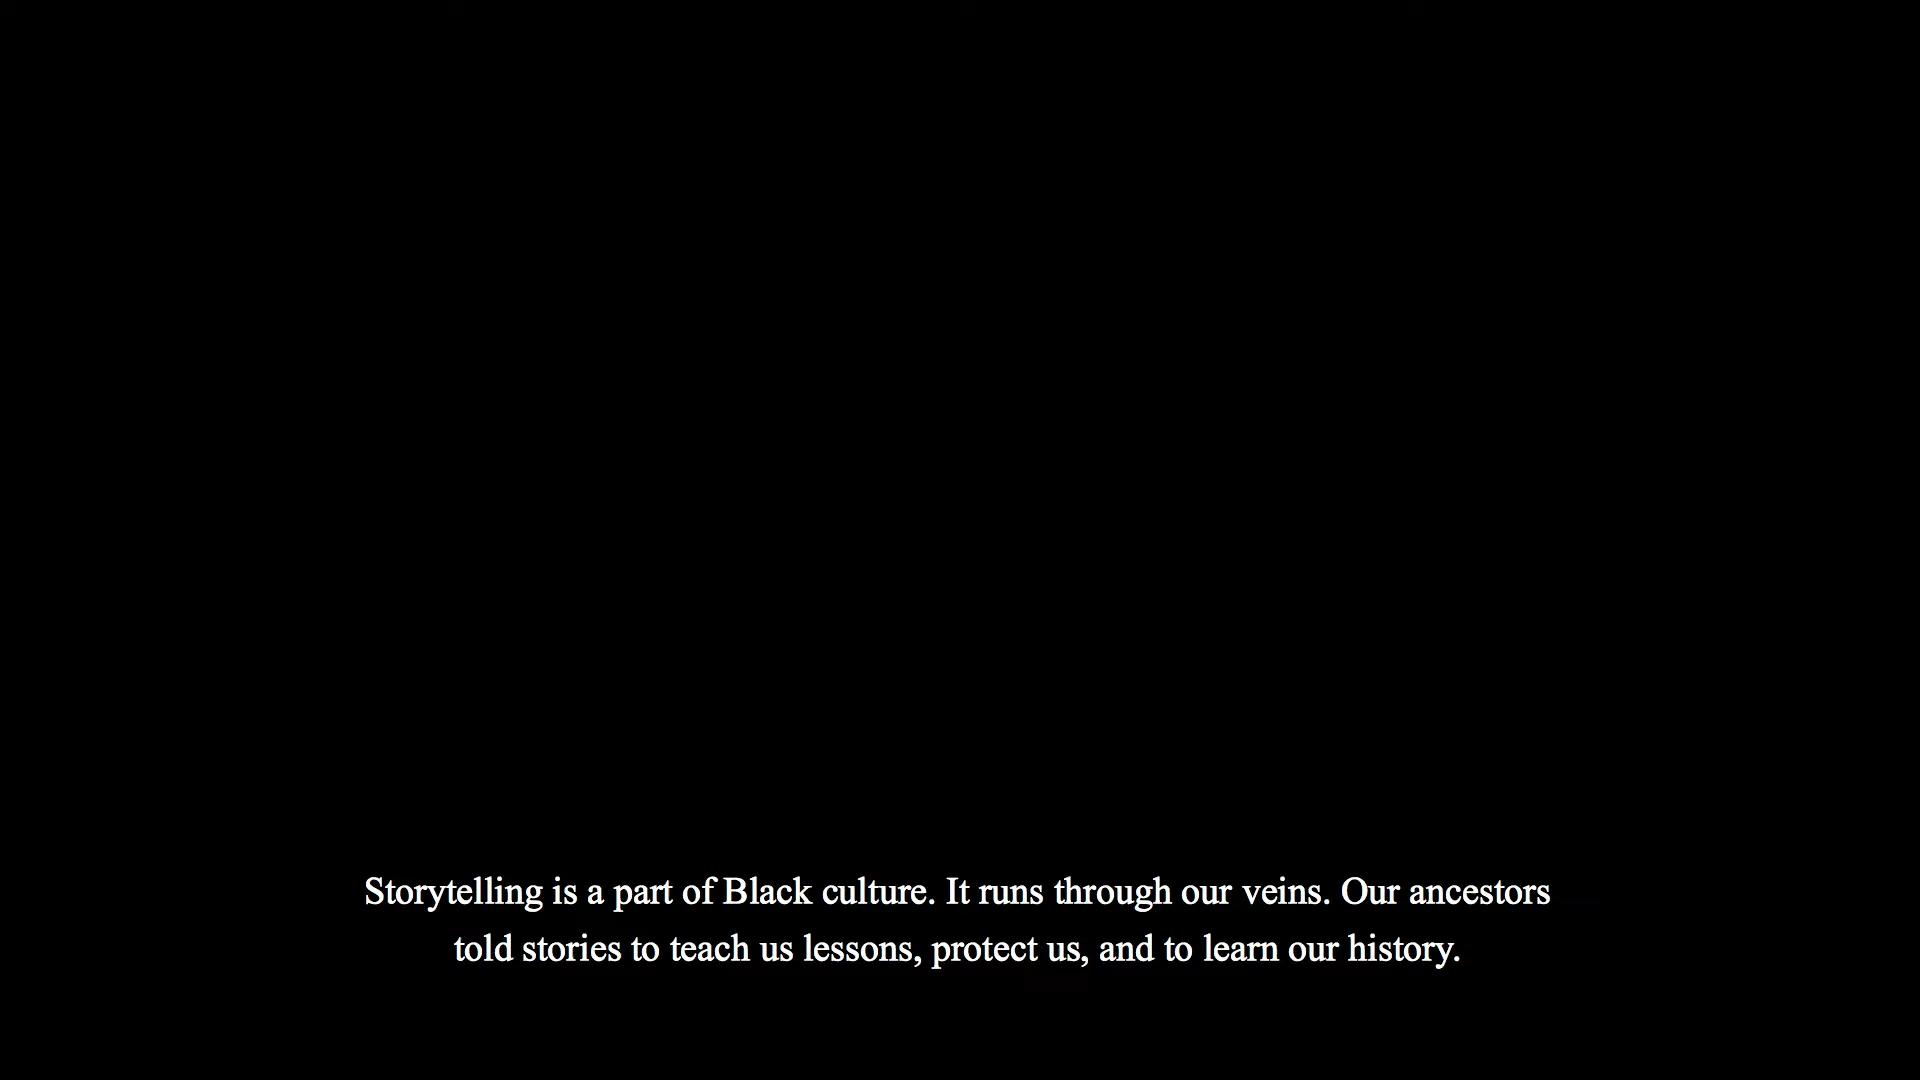 Storytelling is a part of Black culture. It runs through our veins. Our ancestors
told stories to teach us lessons, protect us, and to learn our history.